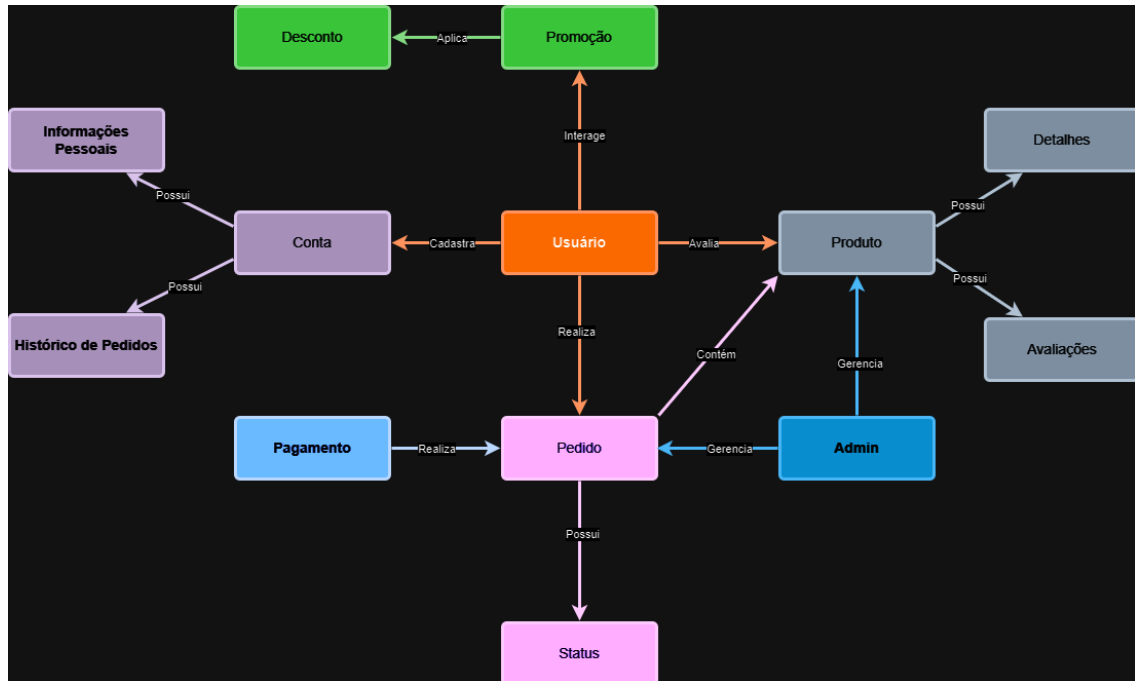 Desconto
Aplica
Promoção
Interage
Informações
Pessoais
Detalhes
Possui
Possui
Conta
Cadastra
Usuário
Avalia
Produto
Possui
Possui
Histórico de Pedidos
Realiza
Contém
Avaliações
Gerencia
Pagamento
Realiza
Pedido
Gerencia
Admin
Possui
Status